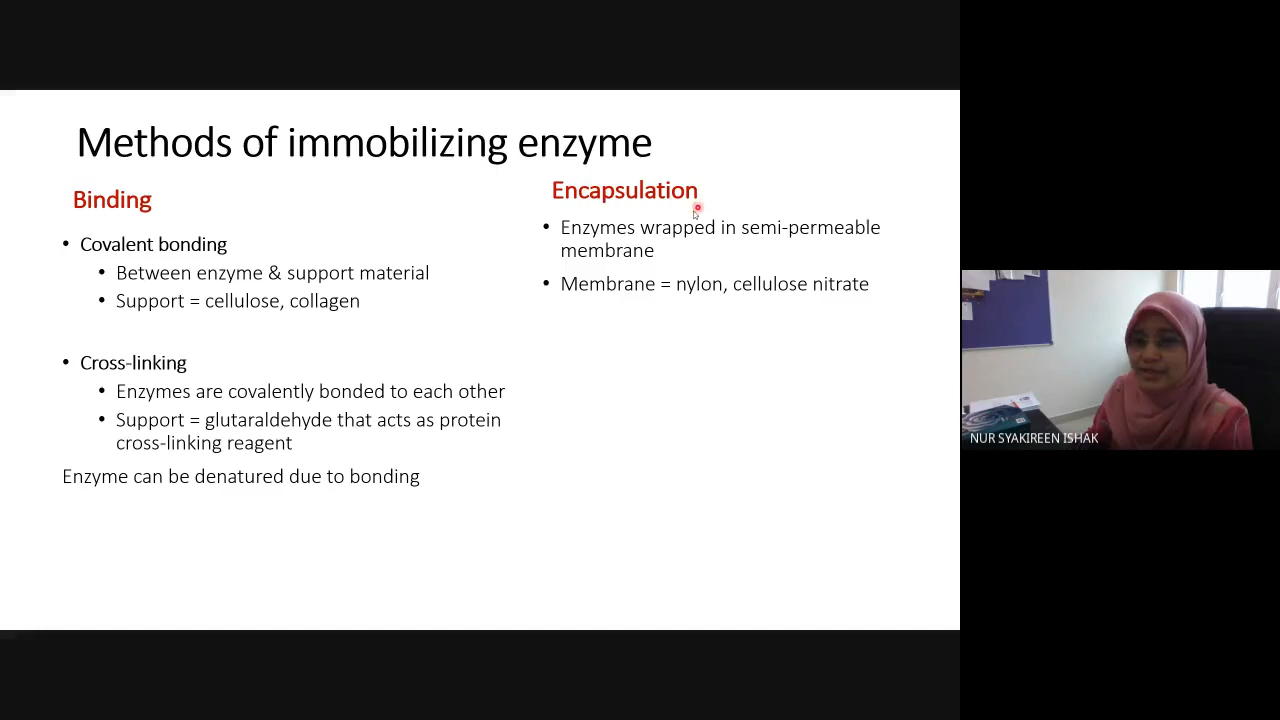 Methods of immobilizing enzyme
Binding
• Covalent bonding
• Between enzyme & support material
• Support = cellulose, collagen
• Cross-linking
• Enzymes are covalently bonded to each other
• Support = glutaraldehyde that acts as protein
cross-linking reagent
Enzyme can be denatured due to bonding
Encapsulation
• Enzymes wrapped in semi-permeable
membrane
• Membrane = nylon, cellulose nitrate
NUR SYAKIREEN ISHAK